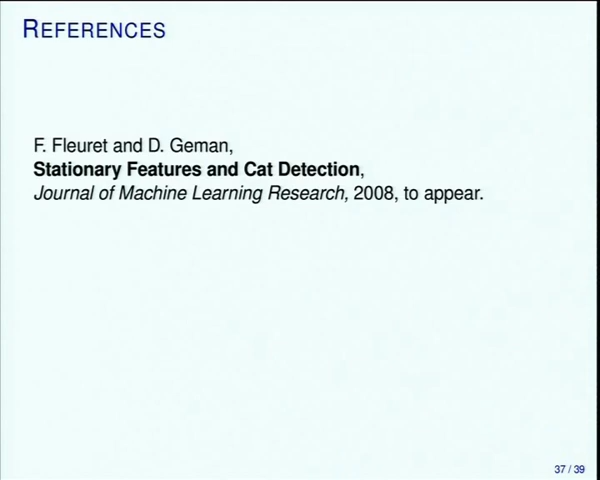 REFERENCES
F. Fleuret and D. Geman,
Stationary Features and Cat Detection,
Journal of Machine Learning Research, 2008, to appear.
37 / 39